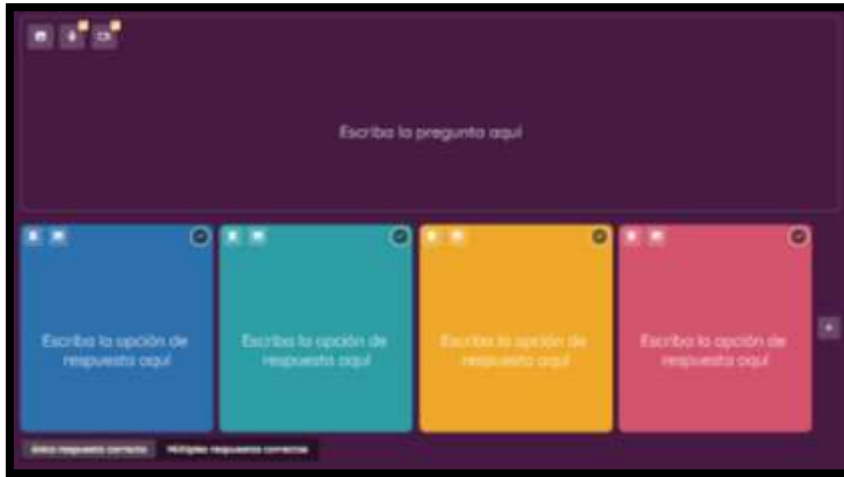 Escriba la pregunta aquí
Escriba la opción de
respuesta aquí
Escriba la opción de
respuesta aquí
Escriba la opción de
respuesta aquí
Escriba la opción de
respuesta aquí
Única respuesta correcta
Múltiples respuestas correctas